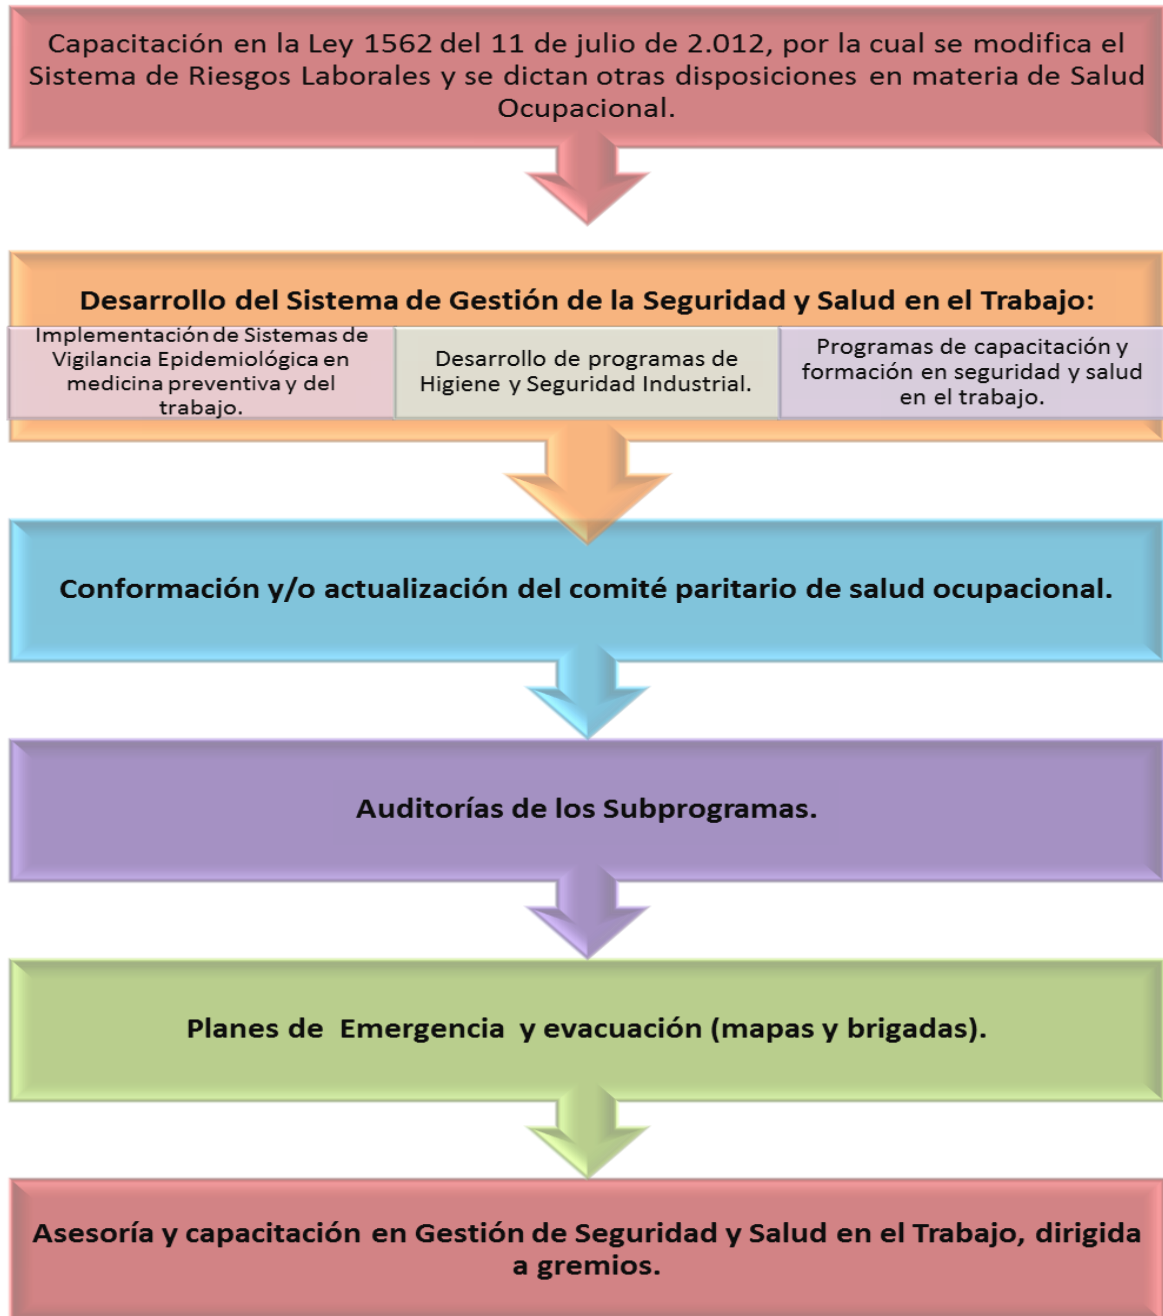 Capacitación en la Ley 1562 del 11 de julio de 2.012, por la cual se modifica el
Sistema de Riesgos Laborales y se dictan otras disposiciones en materia de Salud
Ocupacional.
Desarrollo del Sistema de Gestión de la Seguridad y Salud en el Trabajo:
Implementación de Sistemas de
Vigilancia Epidemiológica en
medicina preventiva y del
trabajo.
Desarrollo de programas de
Higiene y Seguridad Industrial.
Programas de capacitación y
formación en seguridad y salud
en el trabajo.
Conformación y/o actualización del comité paritario de salud ocupacional.
Auditorías de los Subprogramas.
Planes de  Emergencia  y evacuación (mapas y brigadas).
Asesoría y capacitación en Gestión de Seguridad y Salud en el Trabajo, dirigida
a gremios.